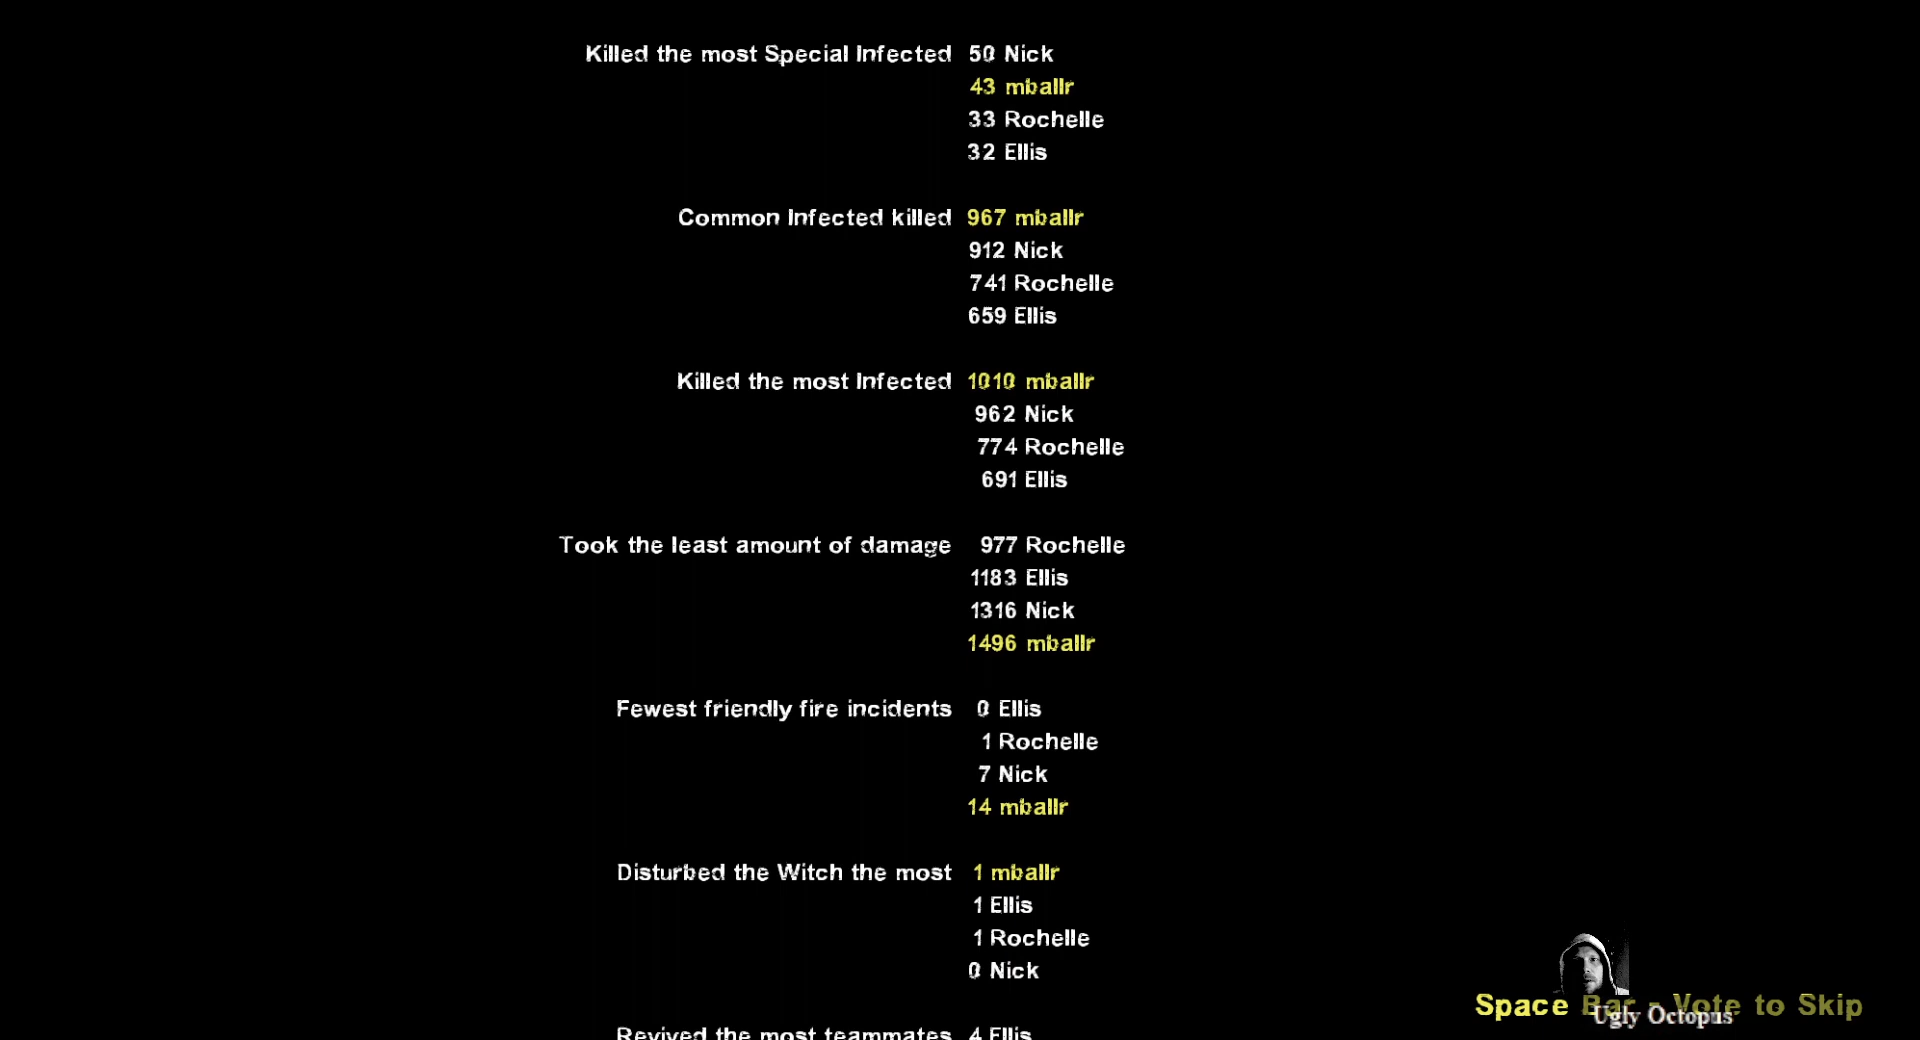 Killed the most Special Infected 50 Nick
43 mballr
33 Rochelle
32 Ellis
Common Infected killed 967 mballr
912 Nick
741 Rochelle
659 Ellis
Killed the most Infected 1010 mballr
962 Nick
774 Rochelle
691 Ellis
Took the least amount of damage 977 Rochelle
1183 Ellis
1316 Nick
1496 mballr
Fewest friendly fire incidents 0 Ellis
1 Rochelle
7 Nick
14 mballr
Disturbed the Witch the most 1 mballr
1 Ellis
1 Rochelle
0 Nick
Revived the most teammates 4 Ellis
Space Bar - Vote to Skip
Ugly Octopus